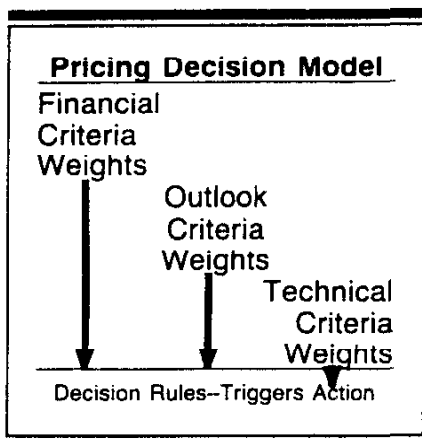 Pricing Decision Model
Financial
Criteria
Weights
Outlook
Criteria
Weights
Technical
Criteria
Weights
Decision Rules--Triggers Action